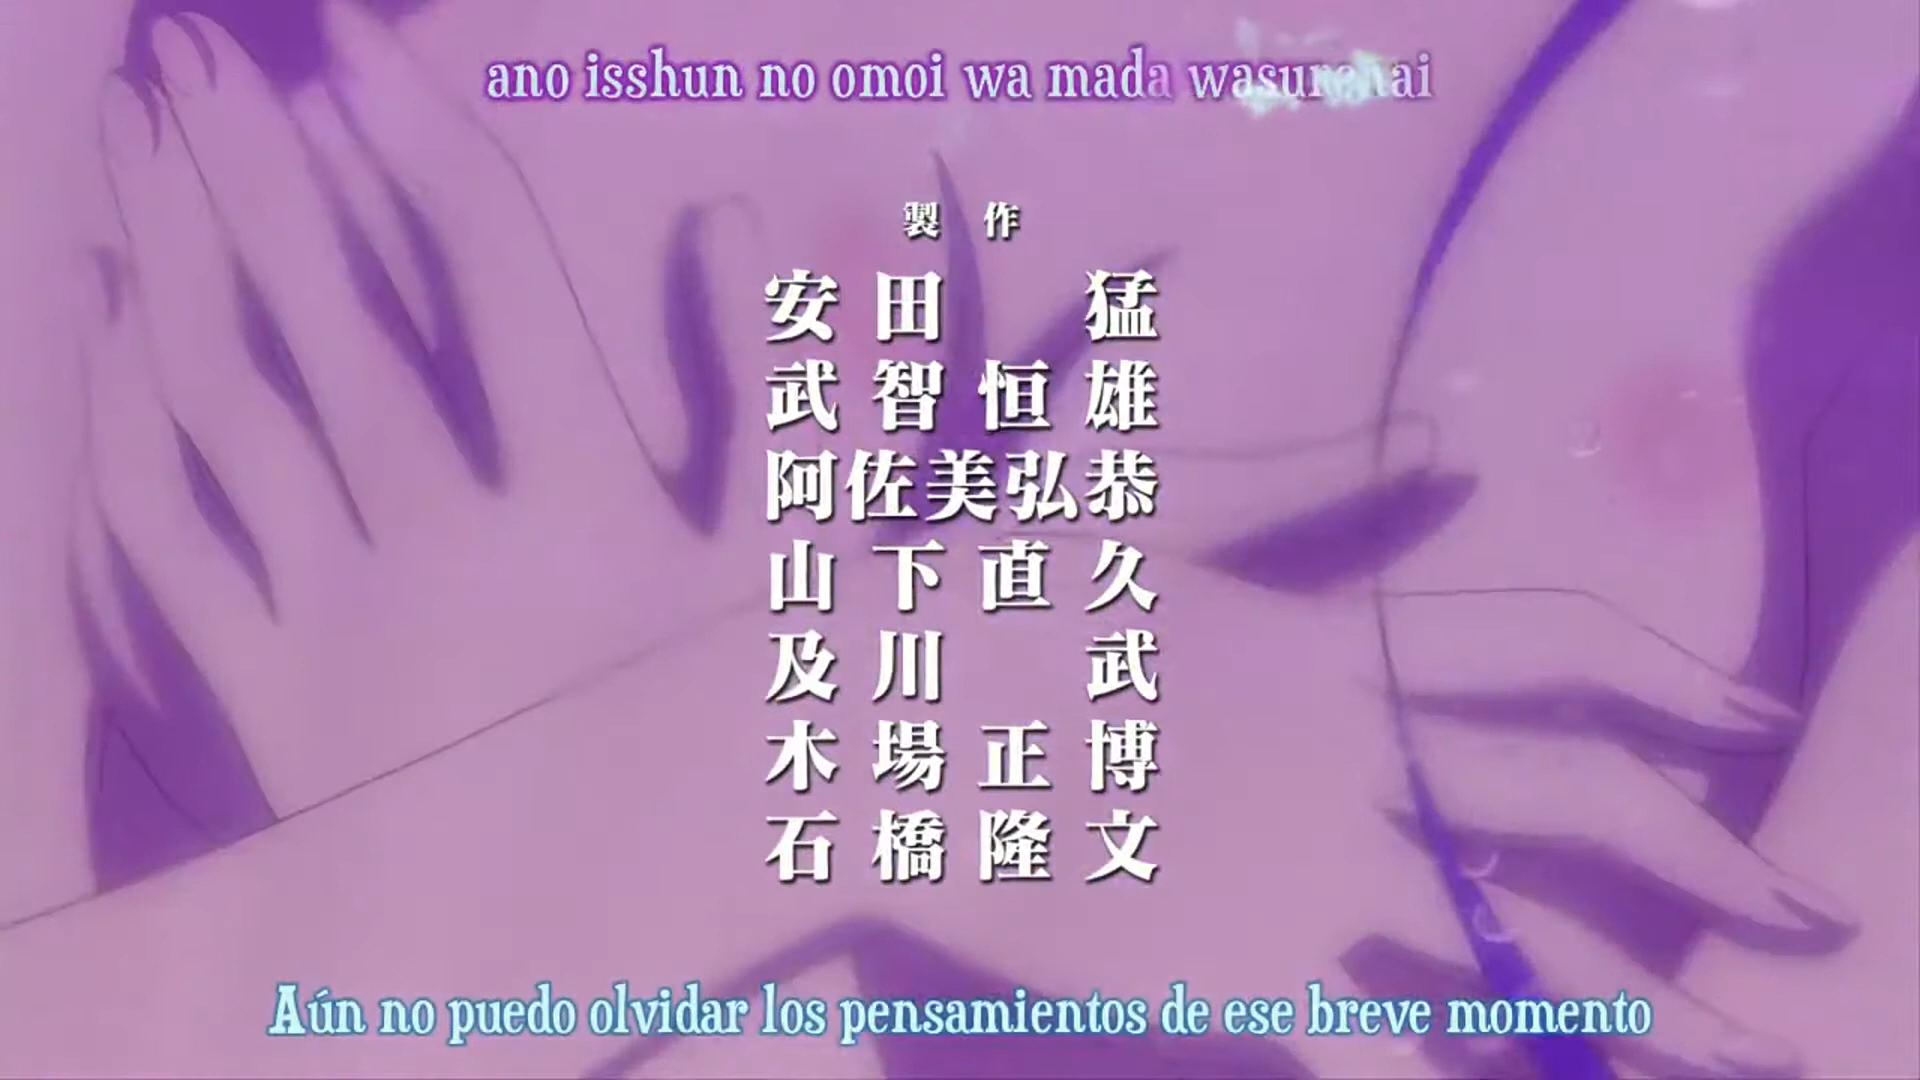 ano isshun no omoi wa mada wasurenai
製作
安田 猛
武智恒雄
阿佐美弘恭
山下直久
及川 武
木場正博
石橋隆文
Aún no puedo olvidar los pensamientos de ese breve momento